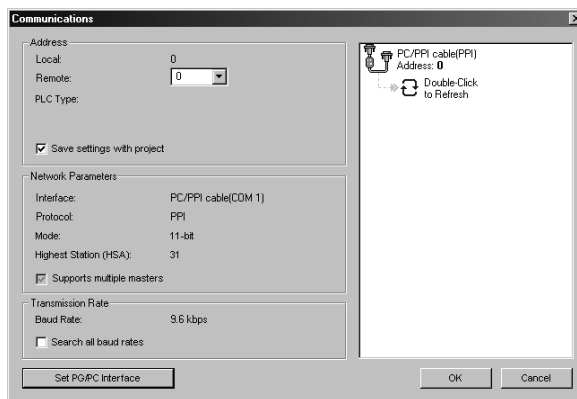 Communications
Address
Local: 0
Remote: 0
PLC Type:
Save settings with project
Network Parameters
Interface: PC/PPI cable(COM 1)
Protocol: PPI
Mode: 11-bit
Highest Station (HSA): 31
Supports multiple masters
Transmission Rate
Baud Rate: 9.6 kbps
Search all baud rates
Set PG/PC Interface
PC/PPI cable(PPI)
Address: 0
Double-Click
to Refresh
OK
Cancel